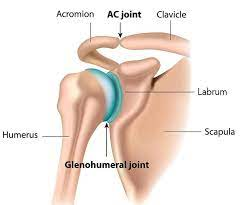 Acromion
AC joint
Clavicle
Labrum
Humerus
Scapula
Glenohumeral joint